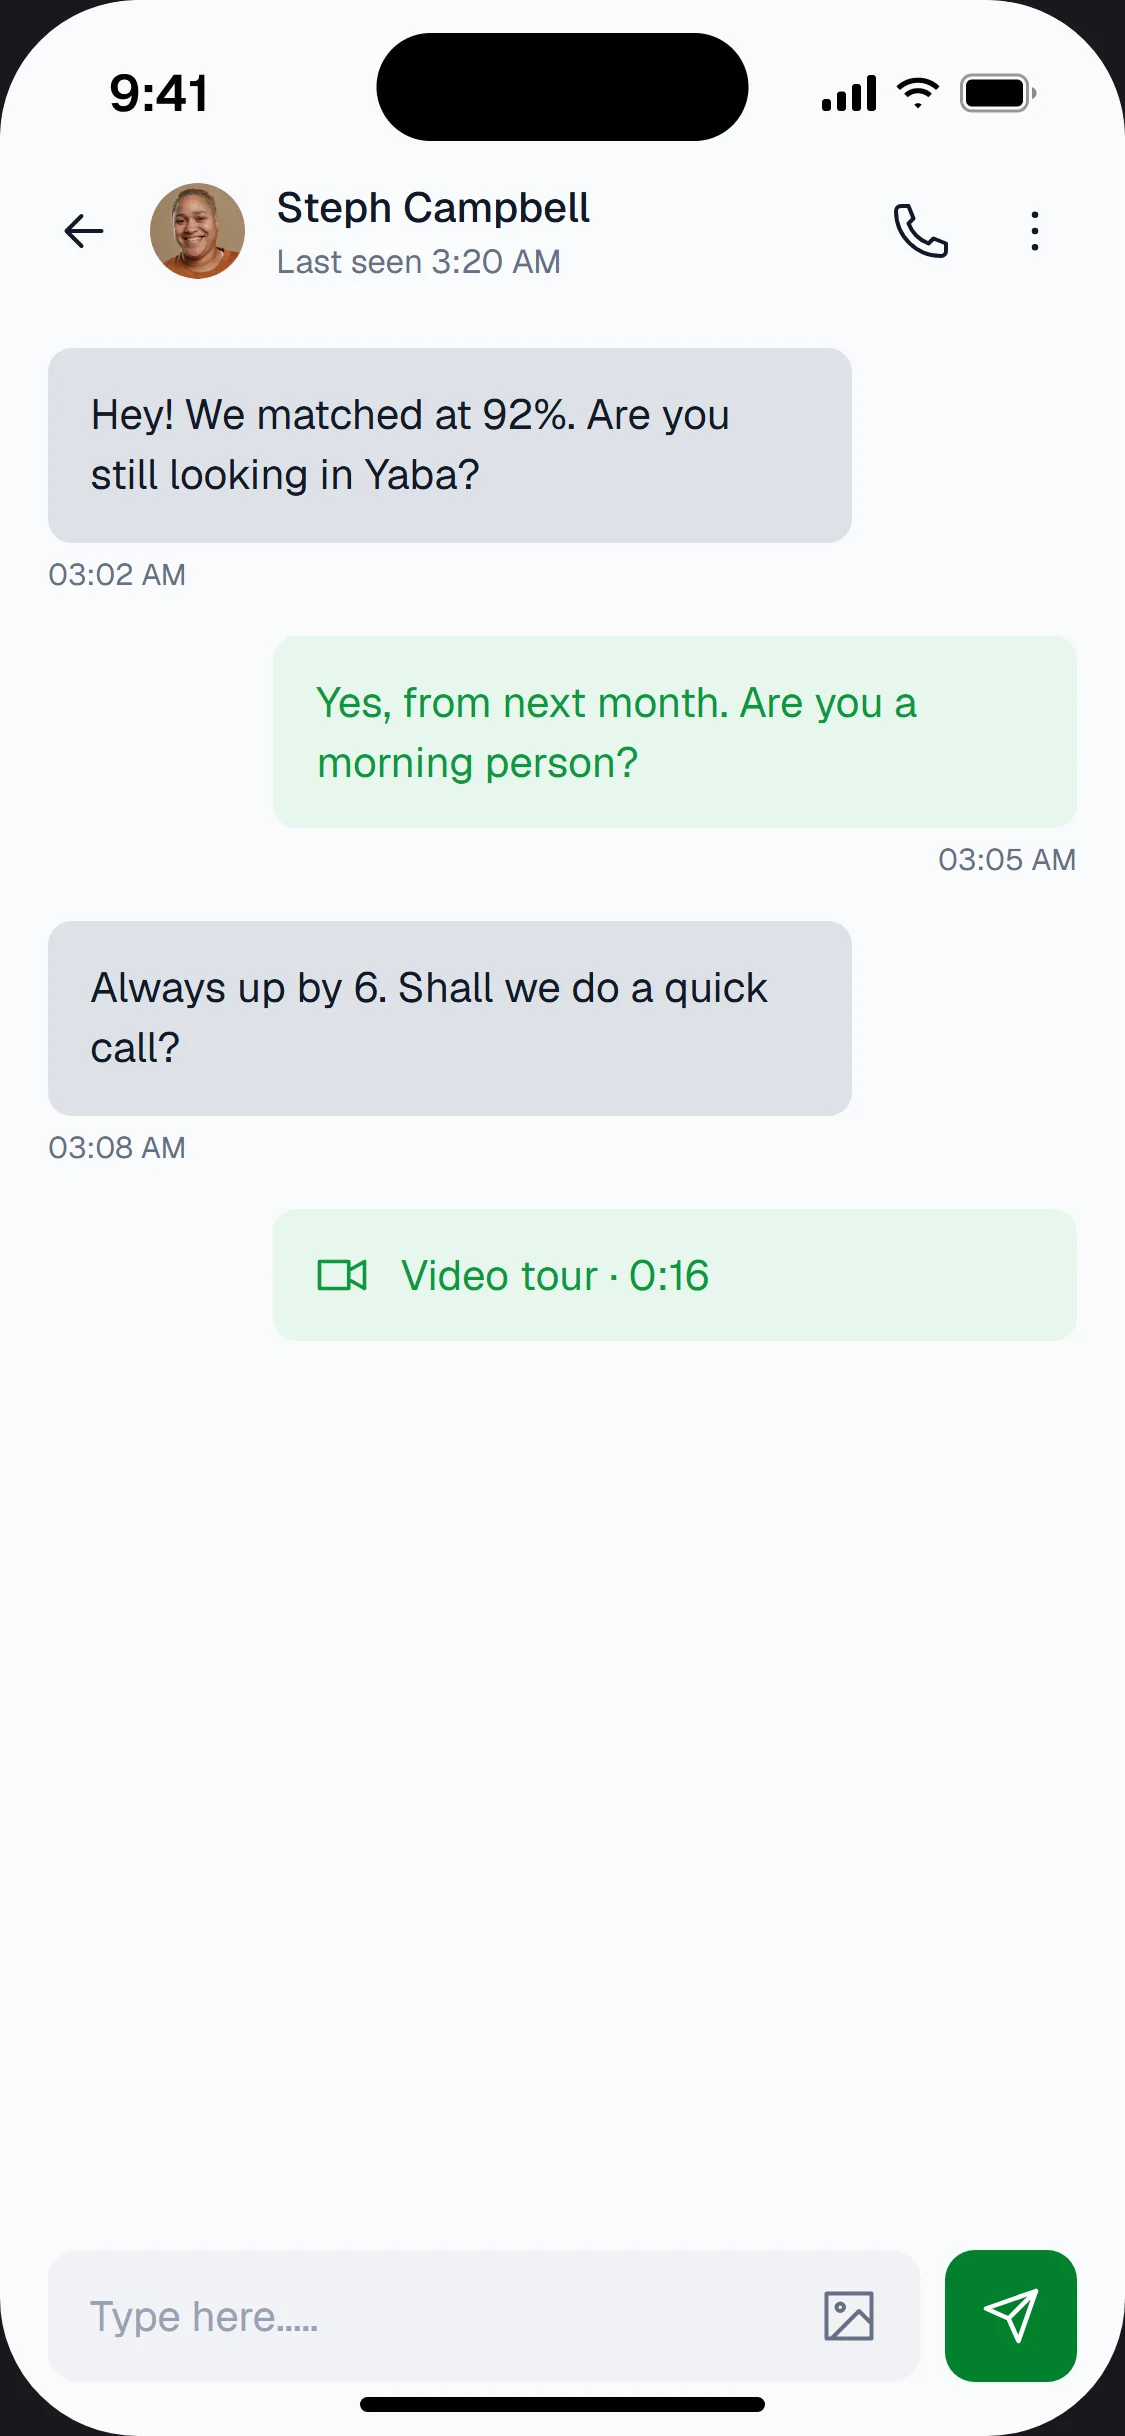 9:41
Steph Campbell
Last seen 3:20 AM
Hey! We matched at 92%. Are you
still looking in Yaba?
03:02 AM
Yes, from next month. Are you a
morning person?
03:05 AM
Always up by 6. Shall we do a quick
call?
03:08 AM
Video tour · 0:16
Type here.....